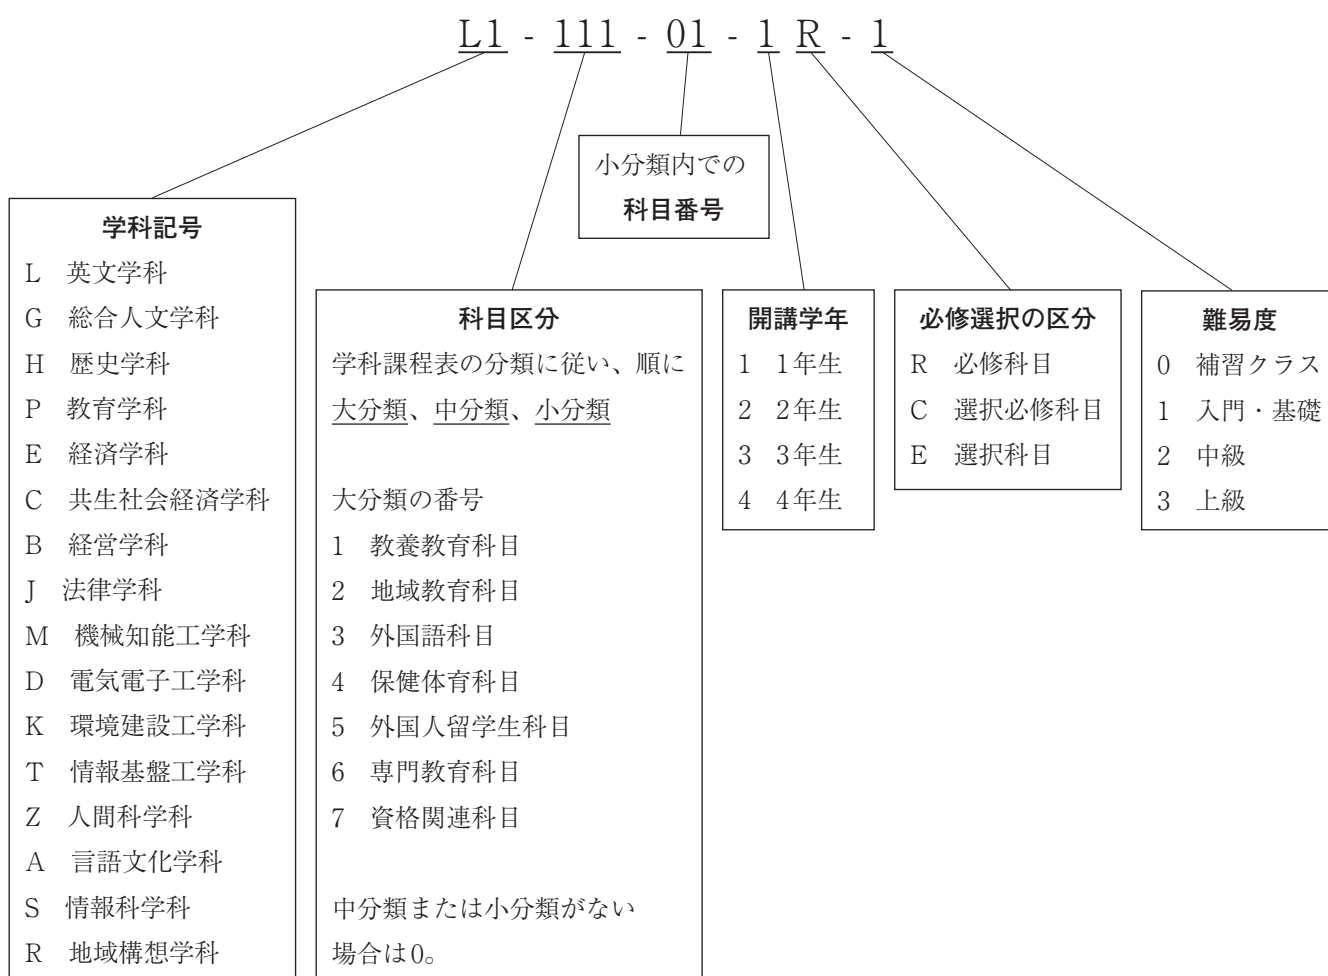 L1 - 111 - 01 - 1 R - 1
小分類内での
科目番号
学科記号
L 英文学科
G 総合人文学科
H 歴史学科
P 教育学科
E 経済学科
C 共生社会経済学科
B 経営学科
J 法律学科
M 機械知能工学科
D 電気電子工学科
K 環境建設工学科
T 情報基盤工学科
Z 人間科学科
A 言語文化学科
S 情報科学科
R 地域構想学科
科目区分
学科課程表の分類に従い、順に
大分類、中分類、小分類
大分類の番号
1 教養教育科目
2 地域教育科目
3 外国語科目
4 保健体育科目
5 外国人留学生科目
6 専門教育科目
7 資格関連科目
中分類または小分類がない
場合は0。
開講学年
1 1年生
2 2年生
3 3年生
4 4年生
必修選択の区分
R 必修科目
C 選択必修科目
E 選択科目
難易度
0 補習クラス
1 入門・基礎
2 中級
3 上級